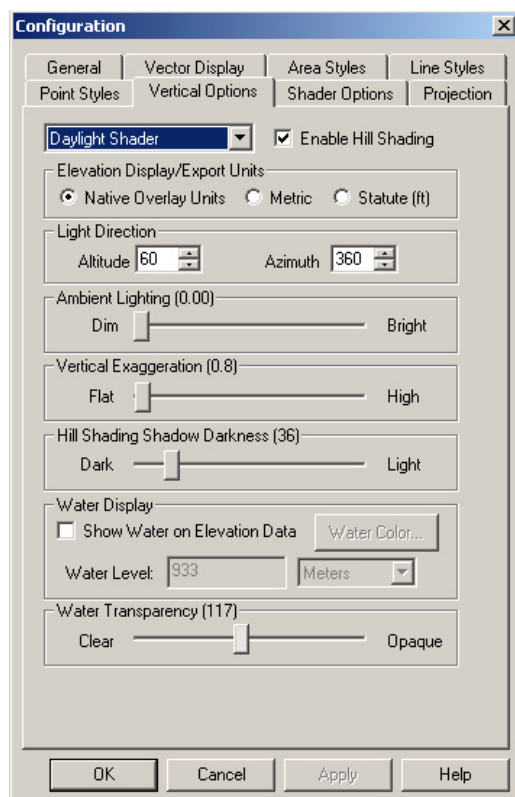 Configuration
General Vector Display Area Styles Line Styles
Point Styles Vertical Options Shader Options Projection
Daylight Shader Enable Hill Shading
Elevation Display/Export Units
Native Overlay Units Metric Statute (ft)
Light Direction
Altitude 60 Azimuth 360
Ambient Lighting (0.00)
Dim Bright
Vertical Exaggeration (0.8)
Flat High
Hill Shading Shadow Darkness (36)
Dark Light
Water Display
Show Water on Elevation Data Water Color...
Water Level: 933 Meters
Water Transparency (117)
Clear Opaque
OK Cancel Apply Help